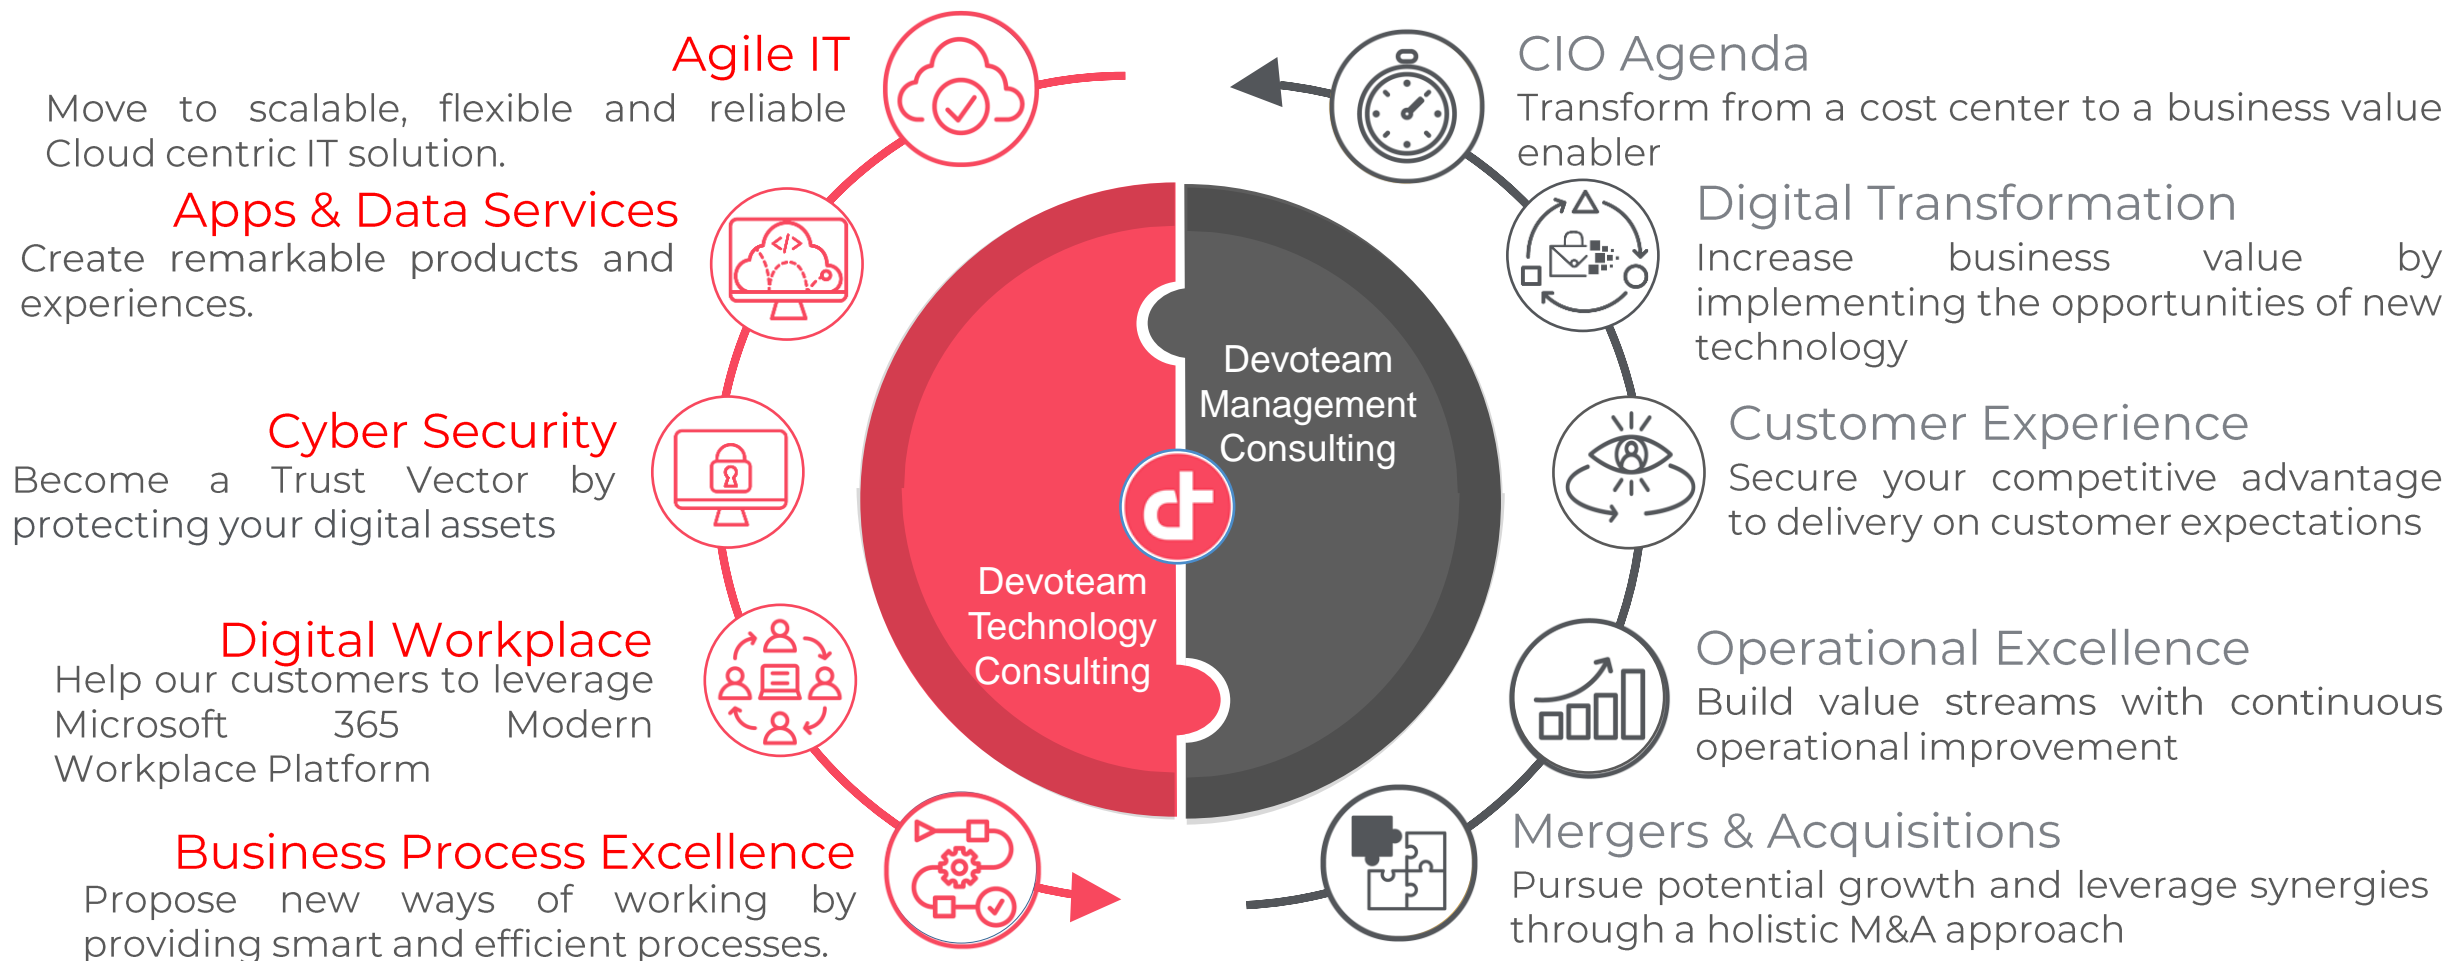 Agile IT
Move to scalable, flexible and reliable
Cloud centric IT solution.
Apps & Data Services
Create remarkable products and
experiences.
Cyber Security
Become a Trust Vector by
protecting your digital assets
Digital Workplace
Help our customers to leverage
Microsoft 365 Modern
Workplace Platform
Business Process Excellence
Propose new ways of working by
providing smart and efficient processes.
</>
Devoteam
Technology
Consulting
dt
Devoteam
Management
Consulting
CIO Agenda
Transform from a cost center to a business value
enabler
Digital Transformation
Increase business value by
implementing the opportunities of new
technology
Customer Experience
Secure your competitive advantage
to delivery on customer expectations
Operational Excellence
Build value streams with continuous
operational improvement
Mergers & Acquisitions
Pursue potential growth and leverage synergies
through a holistic M&A approach